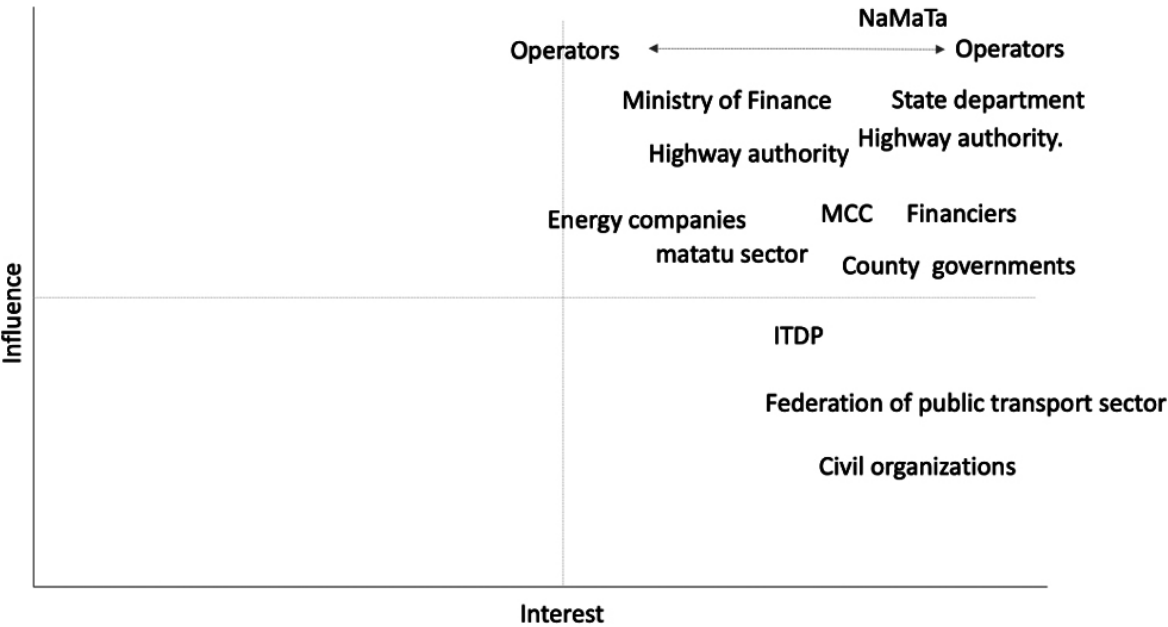 NaMaTa
Operators
Operators
Ministry of Finance
State department
Highway authority.
Highway authority
MCC
Financiers
Energy companies
matatu sector
County governments
Influence
ITDP
Federation of public transport sector
Civil organizations
Interest